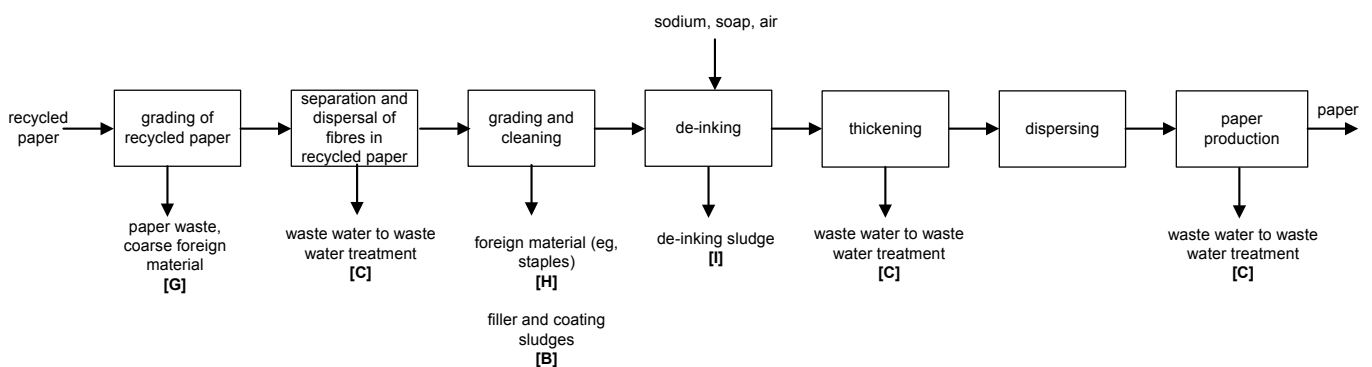 sodium, soap, air
recycled
paper
grading of
recycled paper
separation and
dispersal of
fibres in
recycled paper
grading and
cleaning
de-inking
thickening
dispersing
paper
production
paper
paper waste,
coarse foreign
material
[G]
waste water to waste
water treatment
[C]
foreign material (eg,
staples)
[H]
filler and coating
sludges
[B]
de-inking sludge
[I]
waste water to waste
water treatment
[C]
waste water to waste
water treatment
[C]